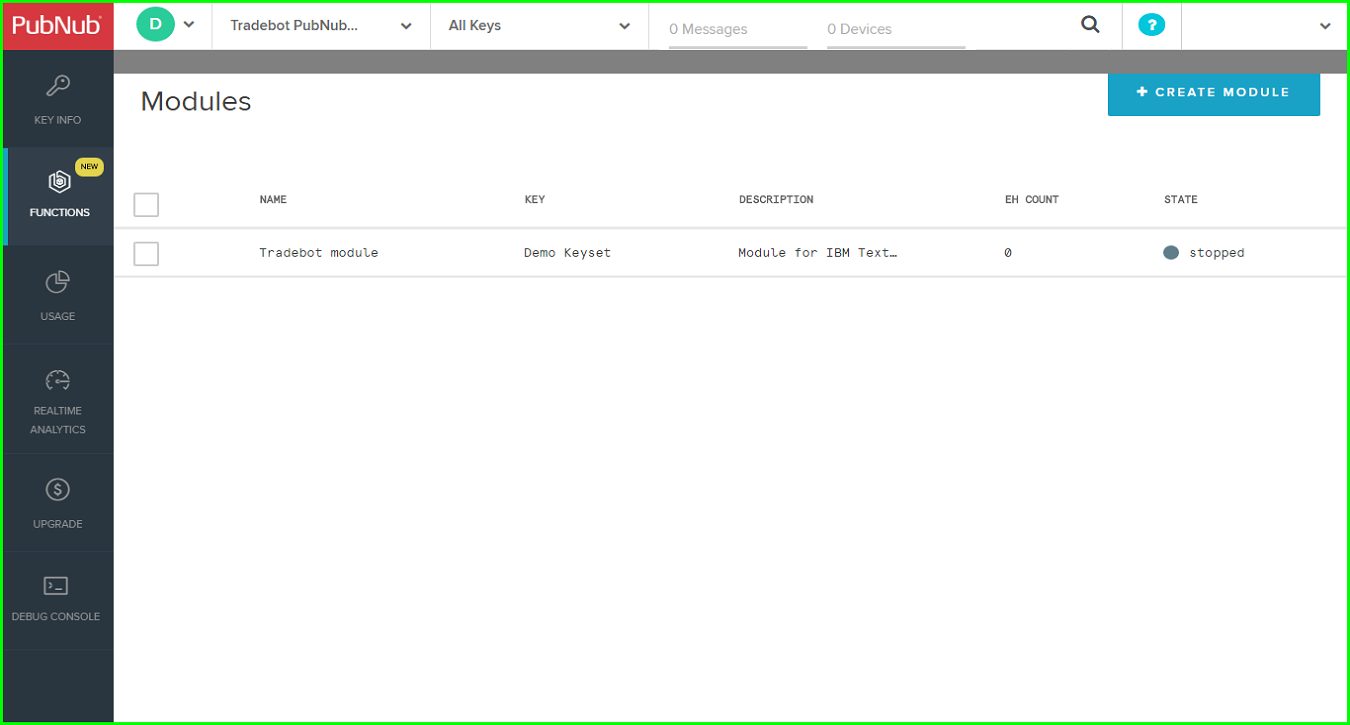 PubNub
D
Tradebot PubNub...
All Keys
0 Messages
0 Devices
?
KEY INFO
NEW
FUNCTIONS
USAGE
REALTIME
ANALYTICS
UPGRADE
DEBUG CONSOLE
Modules
+ CREATE MODULE
NAME KEY DESCRIPTION EH COUNT STATE
Tradebot module Demo Keyset Module for IBM Text… 0 stopped